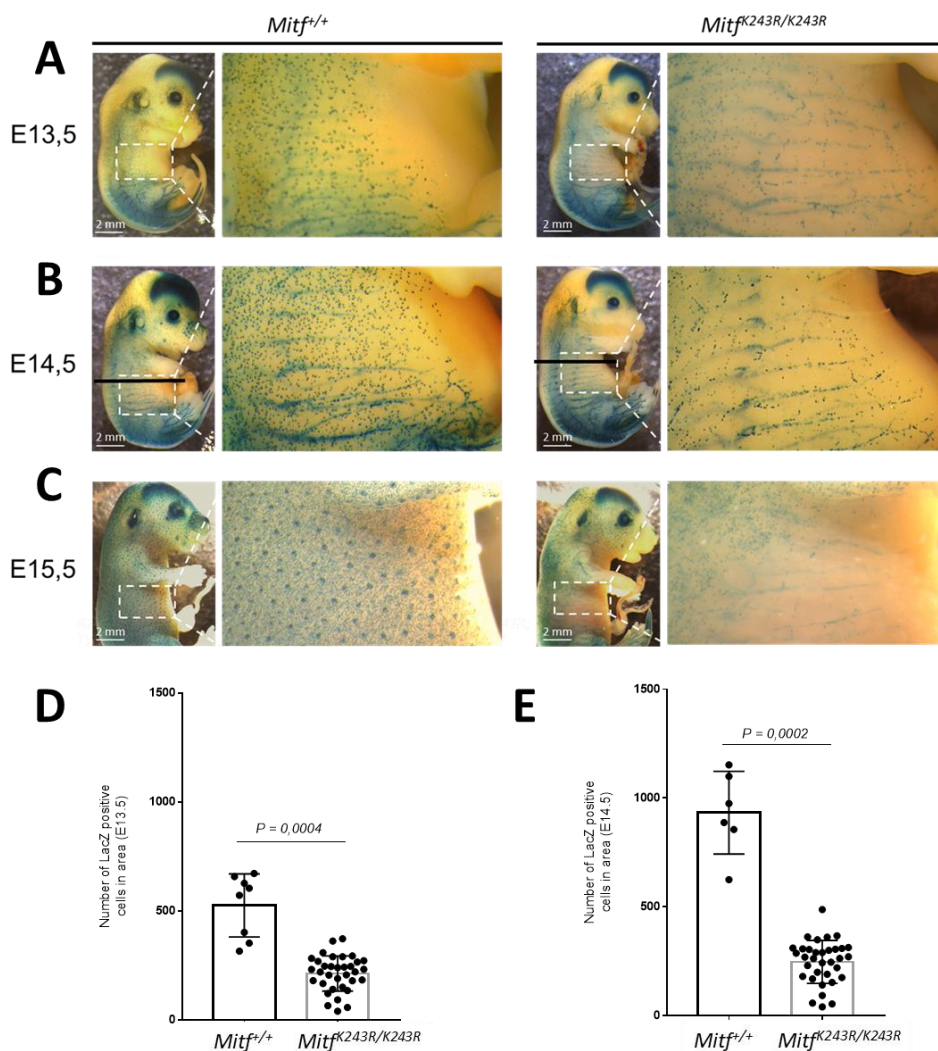 Mitf+/+
MitfK243R/K243R
A
E13,5
2 mm
2 mm
B
E14,5
2 mm
2 mm
C
E15,5
2 mm
2 mm
D
Number of LacZ positive
cells in area (E13.5)
1500
1000
500
0
P = 0,0004
Mitf+/+
MitfK243R/K243R
E
Number of LacZ positive
cells in area (E14.5)
1500
1000
500
0
P = 0,0002
Mitf+/+
MitfK243R/K243R